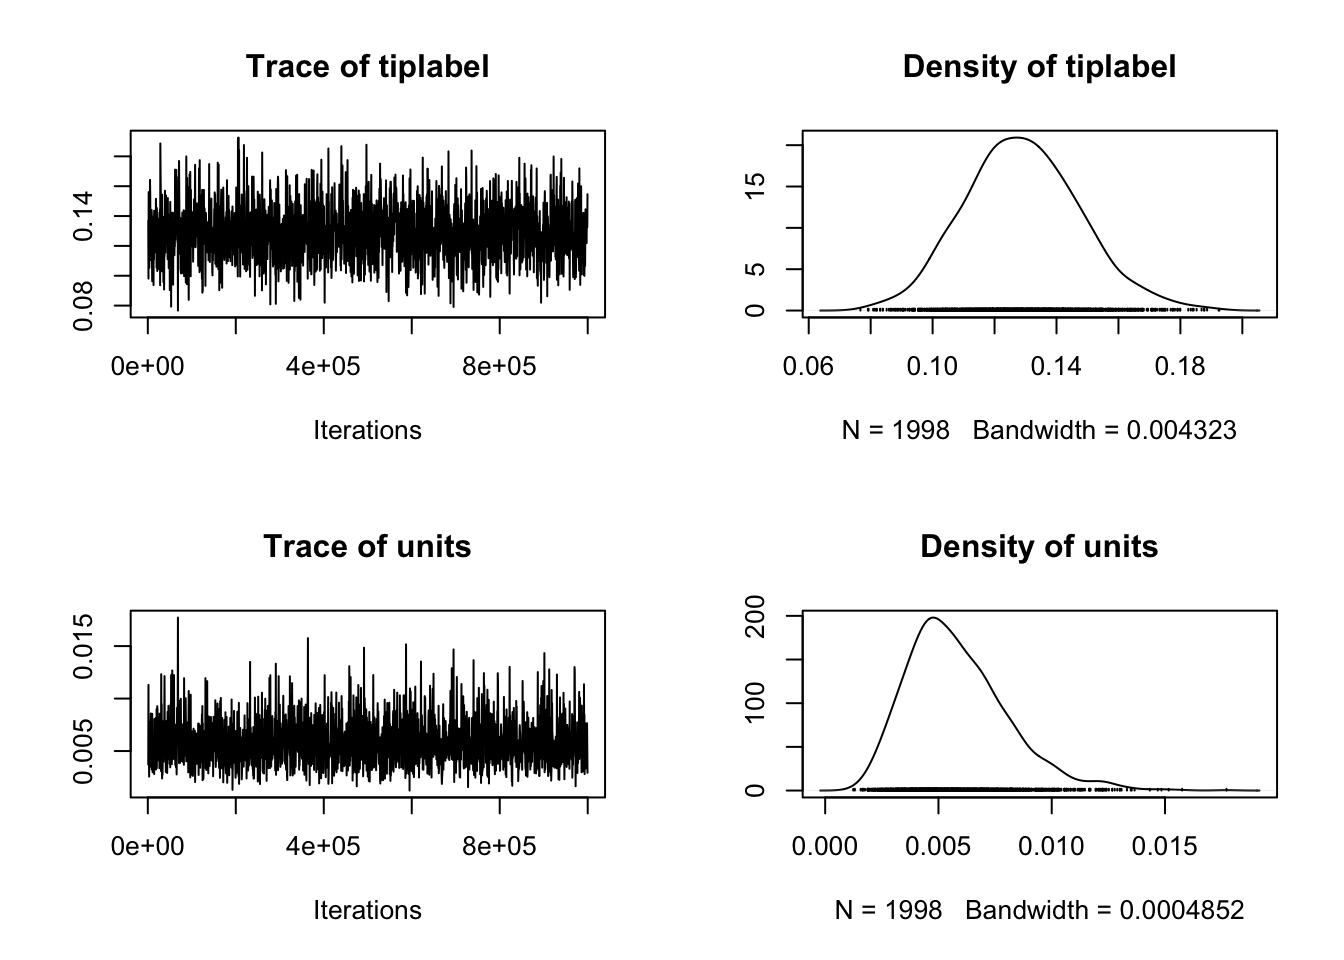 Trace of tiplabel
0.14
0.08
0e+00 4e+05 8e+05
Iterations
Density of tiplabel
15
5
0
0.06 0.10 0.14 0.18
N = 1998 Bandwidth = 0.004323
Trace of units
0.015
0.005
0e+00 4e+05 8e+05
Iterations
Density of units
200
100
0
0.000 0.005 0.010 0.015
N = 1998 Bandwidth = 0.0004852